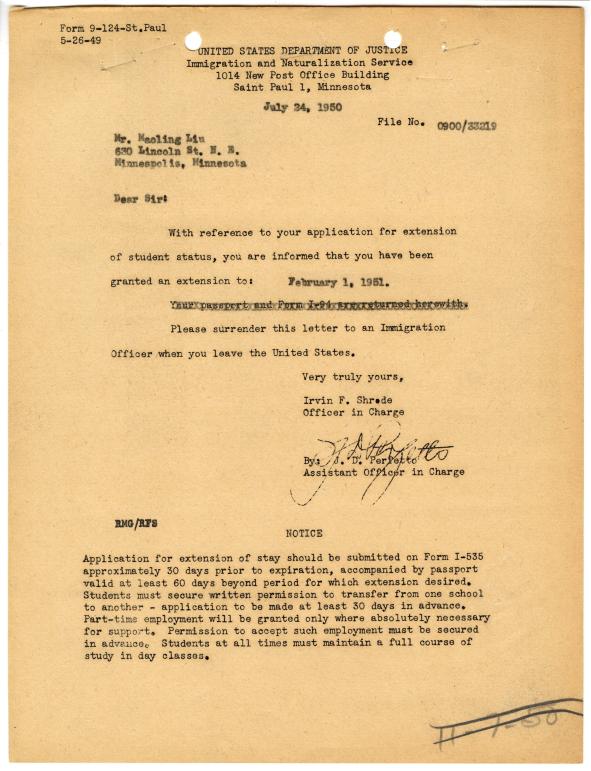 Form 9-124-St.Paul
5-26-49
UNITED STATES DEPARTMENT OF JUSTICE
Immigration and Naturalization Service
1014 New Post Office Building
Saint Paul 1, Minnesota
July 24, 1950
File No. 0900/33219
Mr. Maoling Liu
630 Lincoln St. N. E.
Minneapolis, Minnesota
Dear Sir:
With reference to your application for extension
of student status, you are informed that you have been
granted an extension to: February 1, 1951.
Your passport and Form I-94 are returned herewith.
Please surrender this letter to an Immigration
Officer when you leave the United States.
Very truly yours,
Irvin F. Shrode
Officer in Charge
By: J. D. Perfetto
Assistant Officer in Charge
RMG/RFS
NOTICE
Application for extension of stay should be submitted on Form I-535
approximately 30 days prior to expiration, accompanied by passport
valid at least 60 days beyond period for which extension desired.
Students must secure written permission to transfer from one school
to another - application to be made at least 30 days in advance.
Part-time employment will be granted only where absolutely necessary
for support. Permission to accept such employment must be secured
in advance. Students at all times must maintain a full course of
study in day classes.
11-7-50